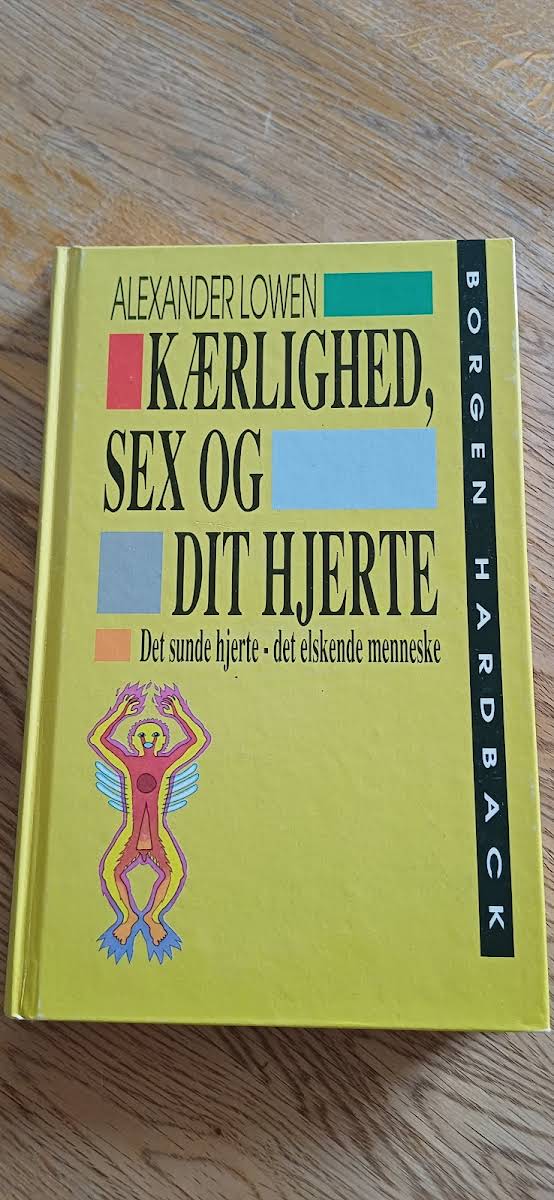 ALEXANDER LOWEN
KÆRLIGHED,
SEX OG
DIT HJERTE
Det sunde hjerte - det elskende menneske
BORGEN HARDBACK